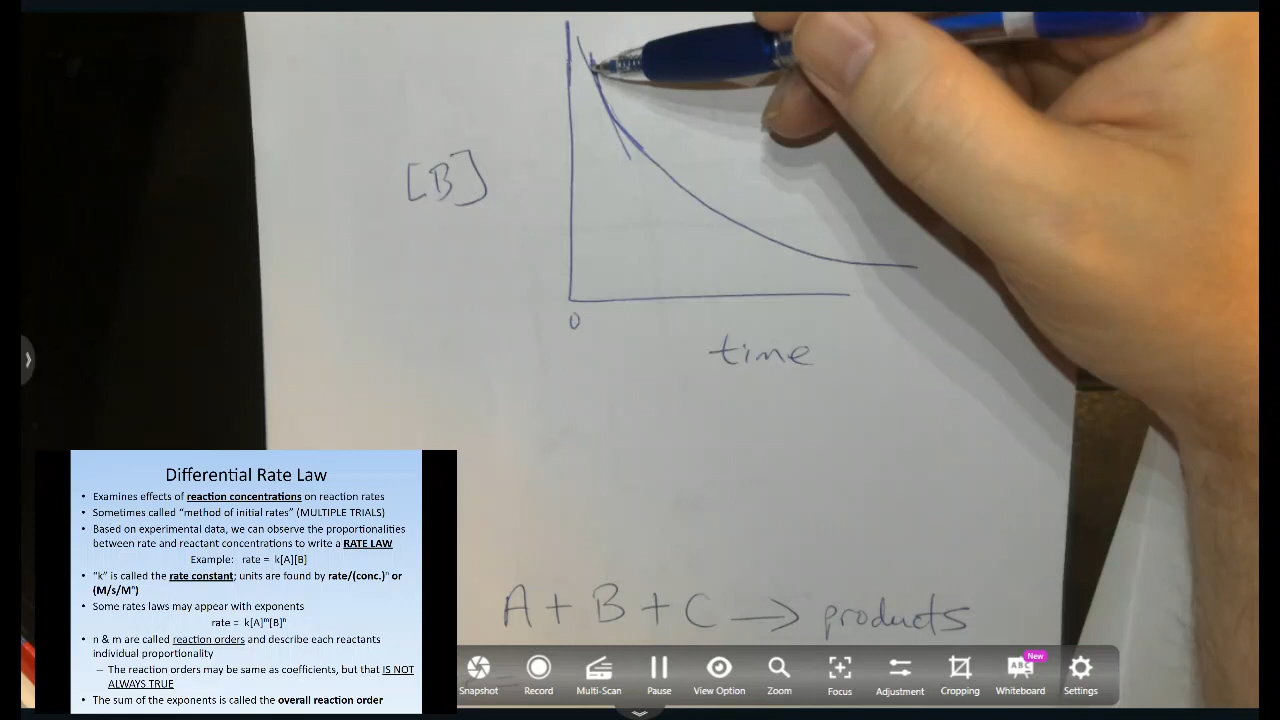 [B]
0
time
A + B + C → products
Differential Rate Law
• Examines effects of reaction concentrations on reaction rates
• Sometimes called “method of initial rates” (MULTIPLE TRIALS)
• Based on experimental data, we can observe the proportionalities
between rate and reactant concentrations to write a RATE LAW
Example: rate = k[A][B]
• “k” is called the rate constant; units are found by rate/(conc.)ⁿ or
(M/s/Mⁿ)
• Some rates laws may appear with exponents
rate = k[A]ᵐ[B]ⁿ
• n & m are called reaction orders and describe each reactants
individual proportionality
– The reaction orders may be same as coefficients, but that IS NOT
ALWAYS TRUE
• The sum of the exponents is called the overall reaction order
New
Snapshot Record Multi-Scan Pause View Option Zoom Focus Adjustment Cropping Whiteboard Settings